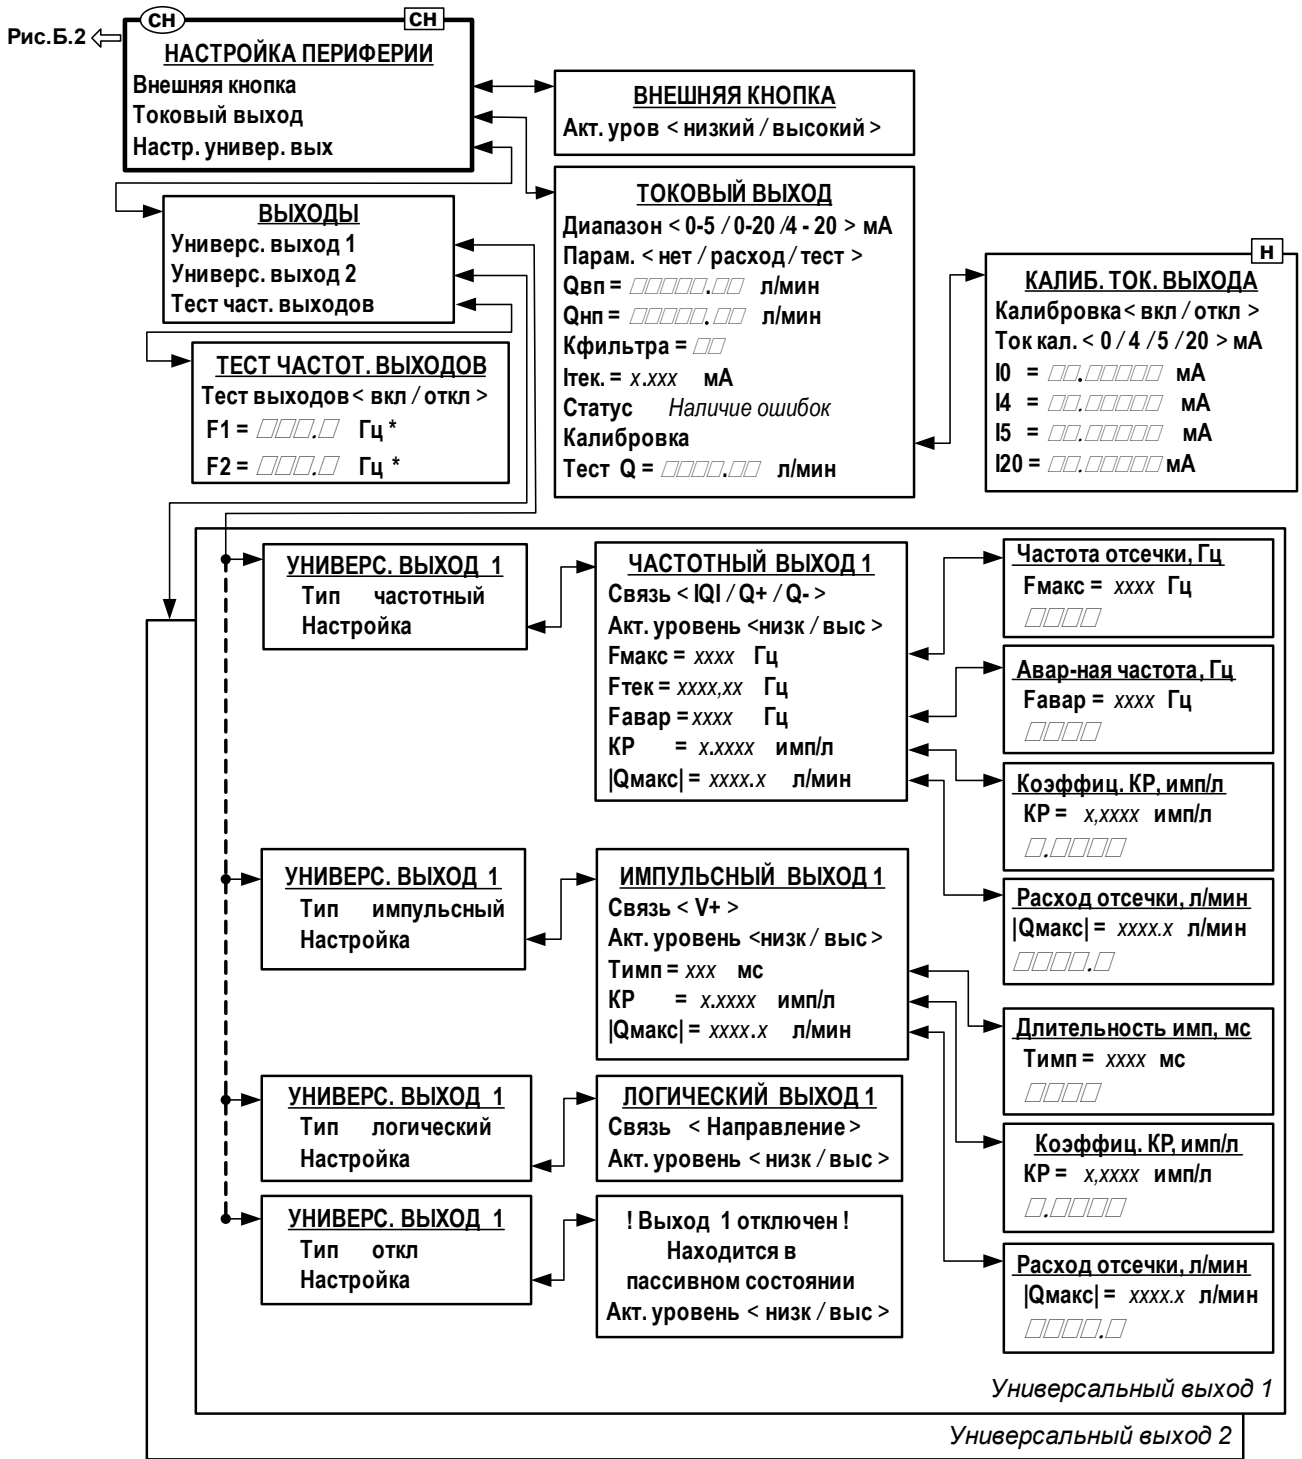 СН
СН
Рис.Б.2
НАСТРОЙКА ПЕРИФЕРИИ
Внешняя кнопка
Токовый выход
Настр. универ. вых
ВНЕШНЯЯ КНОПКА
Акт. уров < низкий / высокий >
ВЫХОДЫ
Универс. выход 1
Универс. выход 2
Тест част. выходов
ТОКОВЫЙ ВЫХОД
Диапазон < 0-5 / 0-20 /4 - 20 > мА
Парам. < нет / расход / тест >
Qвп = □□□□□.□□ л/мин
Qнп = □□□□□.□□ л/мин
Кфильтра = □□
Iтек. = x.xxx мА
Статус Наличие ошибок
Калибровка
Тест Q = □□□□.□□ л/мин
Н
КАЛИБ. ТОК. ВЫХОДА
Калибровка < вкл / откл >
Ток кал. < 0 / 4 / 5 / 20 > мА
I0 = □□.□□□□□ мА
I4 = □□.□□□□□ мА
I5 = □□.□□□□□ мА
I20 = □□.□□□□□ мА
ТЕСТ ЧАСТОТ. ВЫХОДОВ
Тест выходов < вкл / откл >
F1 = □□□.□ Гц *
F2 = □□□.□ Гц *
УНИВЕРС. ВЫХОД 1
Тип частотный
Настройка
ЧАСТОТНЫЙ ВЫХОД 1
Связь < IQI / Q+ / Q- >
Акт. уровень <низк / выс >
Fмакс = xxxx Гц
Fтек = xxxx,xx Гц
Fавар = xxxx Гц
КР = x.xxxx имп/л
|Qмакс| = xxxx.x л/мин
Частота отсечки, Гц
Fмакс = xxxx Гц
□□□□
Авар-ная частота, Гц
Fавар = xxxx Гц
□□□□
Коэффиц. КР, имп/л
КР = x,xxxx имп/л
□.□□□□
Расход отсечки, л/мин
|Qмакс| = xxxx.x л/мин
□□□□.□
УНИВЕРС. ВЫХОД 1
Тип импульсный
Настройка
ИМПУЛЬСНЫЙ ВЫХОД 1
Связь < V+ >
Акт. уровень <низк / выс >
Тимп = xxx мс
КР = x.xxxx имп/л
|Qмакс| = xxxx.x л/мин
Длительность имп, мс
Тимп = xxxx мс
□□□□
Коэффиц. КР, имп/л
КР = x,xxxx имп/л
□.□□□□
Расход отсечки, л/мин
|Qмакс| = xxxx.x л/мин
□□□□.□
УНИВЕРС. ВЫХОД 1
Тип логический
Настройка
ЛОГИЧЕСКИЙ ВЫХОД 1
Связь < Направление >
Акт. уровень < низк / выс >
УНИВЕРС. ВЫХОД 1
Тип откл
Настройка
! Выход 1 отключен !
Находится в
пассивном состоянии
Акт. уровень < низк / выс >
Универсальный выход 1
Универсальный выход 2